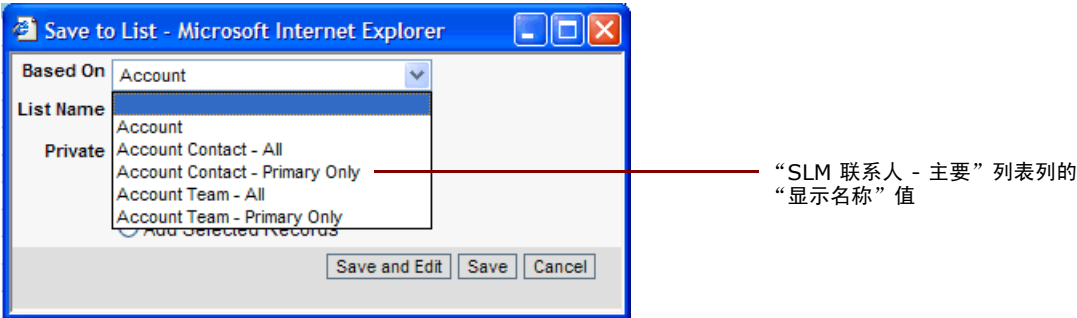 Save to List - Microsoft Internet Explorer
Based On Account
List Name
Account
Private Account Contact - All
Account Contact - Primary Only
“SLM 联系人 - 主要”列表列的
“显示名称”值
Account Team - All
Account Team - Primary Only
Add Selected Records
Save and Edit Save Cancel